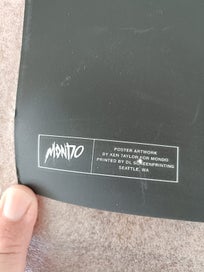 MONDO
POSTER ARTWORK
BY KEN TAYLOR FOR MONDO
PRINTED BY DL SCREENPRINTING
SEATTLE, WA